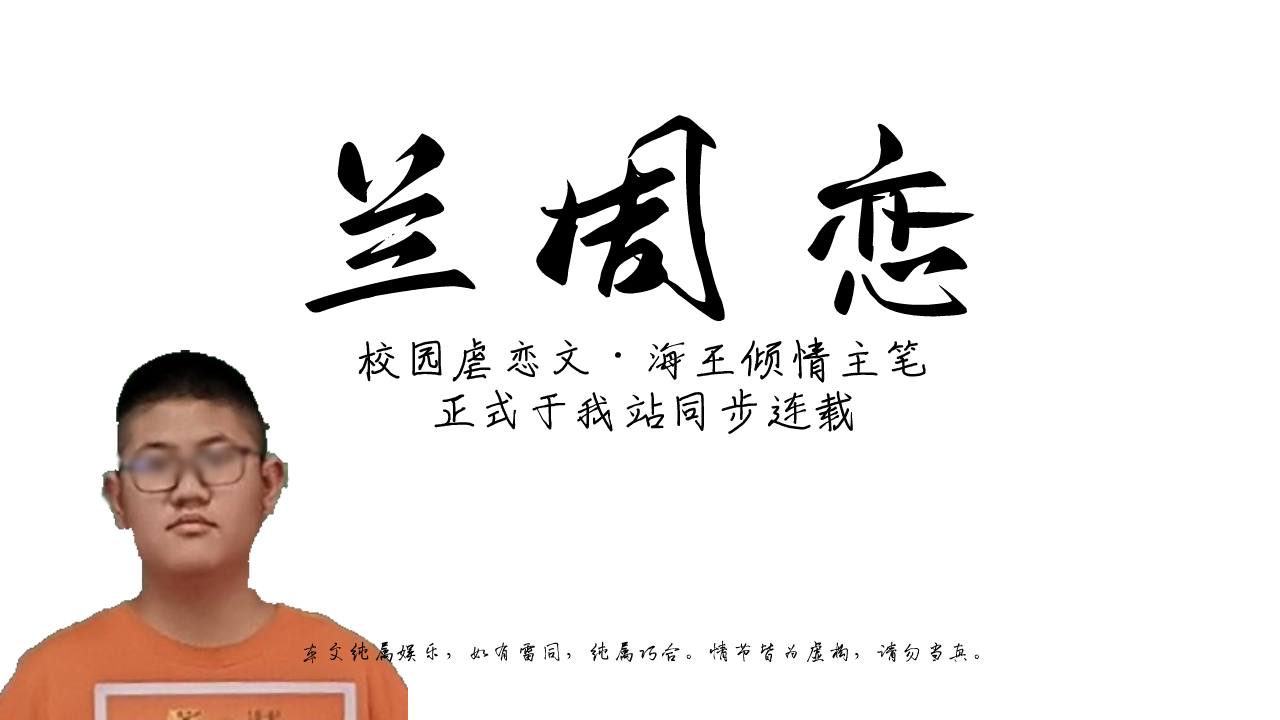 兰周恋
校园虐恋文·海王倾情主笔
正式于我站同步连载
本文纯属娱乐，如有雷同，纯属巧合。情节皆为虚构，请勿当真。